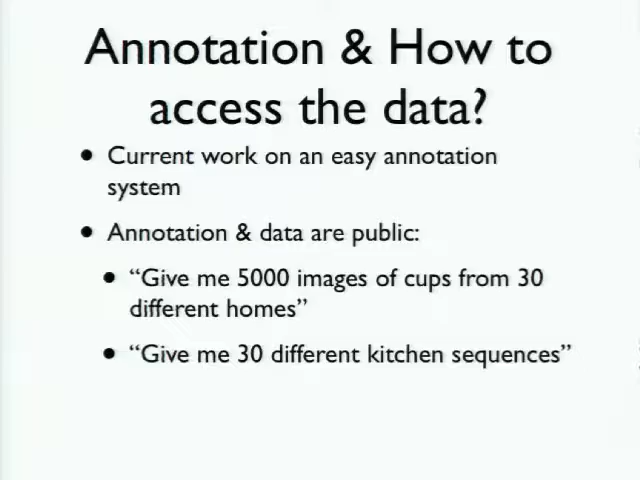 Annotation & How to
access the data?
• Current work on an easy annotation
system
• Annotation & data are public:
• “Give me 5000 images of cups from 30
different homes”
• “Give me 30 different kitchen sequences”